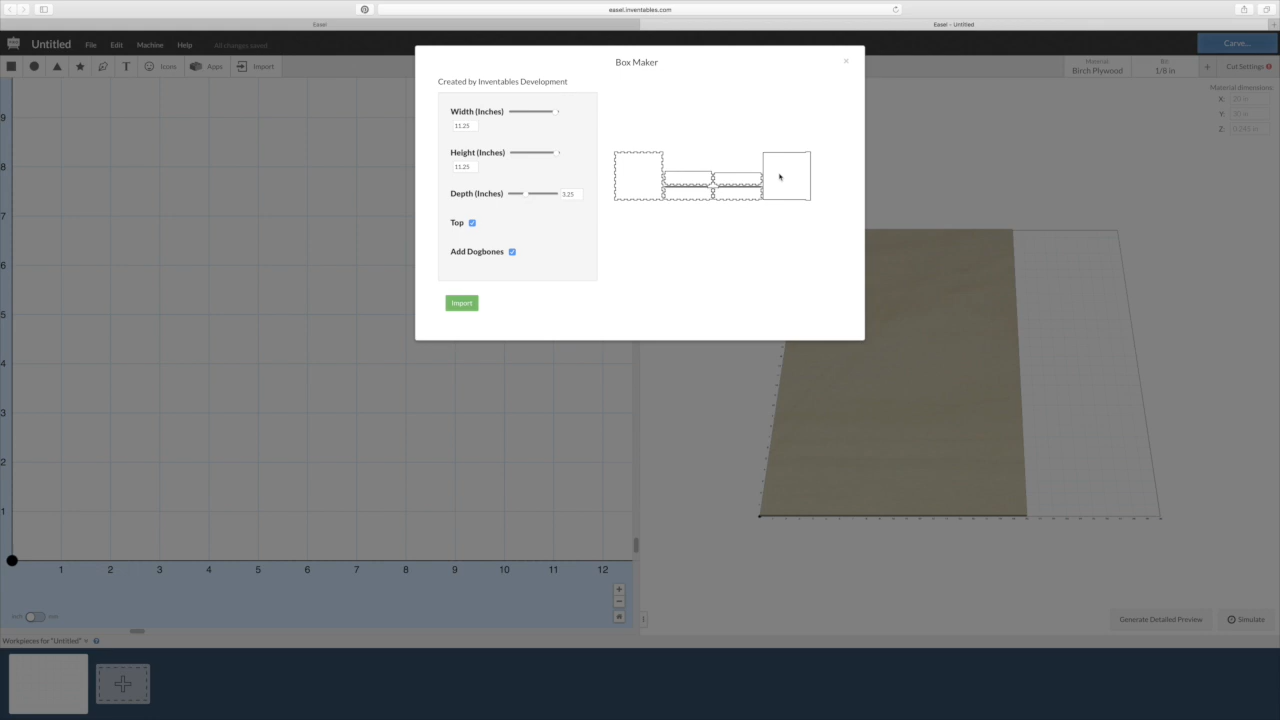 easel.inventables.com
Easel
Easel - Untitled
Untitled
File
Edit
Machine
Help
All changes saved
Carve...
T
Icons
Apps
Import
Material
Birch Plywood
Bit
1/8 in
Cut Settings
Box Maker
Created by Inventables Development
Width (Inches)
11.25
Height (Inches)
11.25
Depth (Inches)
3.25
Top
Add Dogbones
Import
Material dimensions
X:
Y:
Z:
9
8
7
6
5
4
3
2
1
1 2 3 4 5 6 7 8 9 10 11 12
inch
mm
Generate Detailed Preview
Simulate
Workpieces for "Untitled"